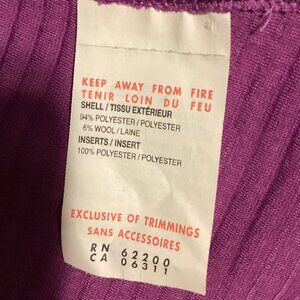 KEEP AWAY FROM FIRE
TENIR LOIN DU FEU
SHELL / TISSU EXTÉRIEUR
94% POLYESTER / POLYESTER
6% WOOL / LAINE
INSERTS / INSERT
100% POLYESTER / POLYESTER
EXCLUSIVE OF TRIMMINGS
SANS ACCESSOIRES
RN 62200
CA 06311